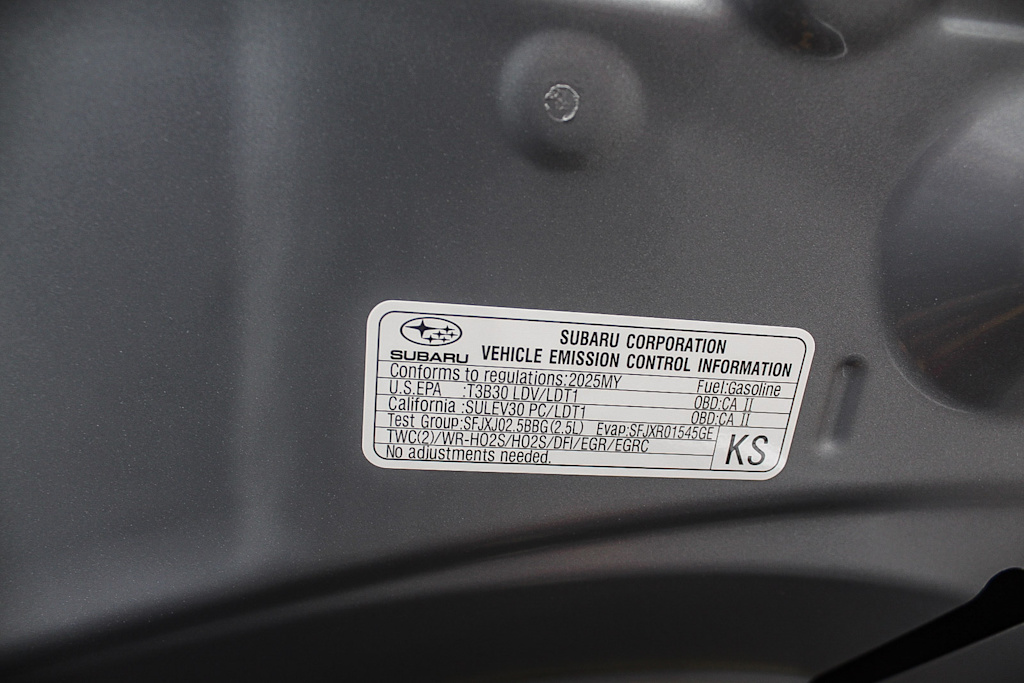 SUBARU
SUBARU CORPORATION
VEHICLE EMISSION CONTROL INFORMATION
Conforms to regulations:2025MY Fuel:Gasoline
U.S.EPA :T3B30 LDV/LDT1 OBD:CA II
California :SULEV30 PC/LDT1 OBD:CA II
Test Group:SFJXJ02.5BBG(2.5L) Evap:SFJXR01545GE
TWC(2)/WR-HO2S/HO2S/DFI/EGR/EGRC
No adjustments needed.
KS